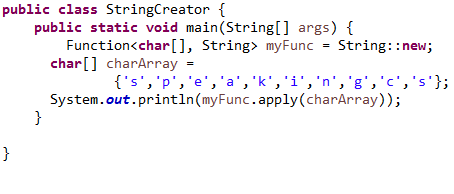 public class StringCreator {
    public static void main(String[] args) {
        Function<char[], String> myFunc = String::new;
      char[] charArray =
              {'s','p','e','a','k','i','n','g','c','s'};
      System.out.println(myFunc.apply(charArray));
    }
}